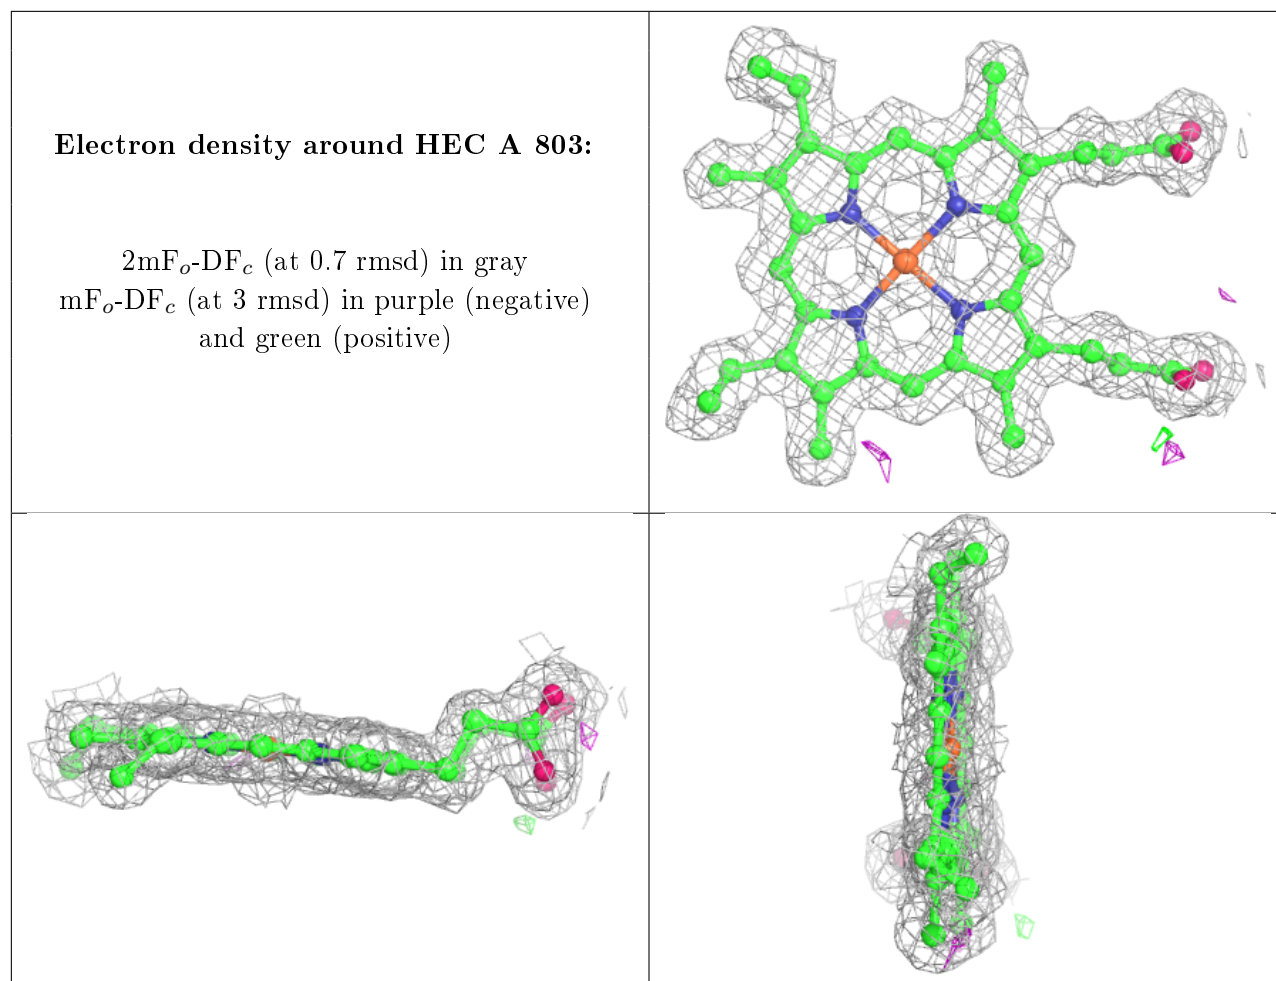 Electron density around HEC A 803:
2mFo-DFc (at 0.7 rmsd) in gray
mFo-DFc (at 3 rmsd) in purple (negative)
and green (positive)